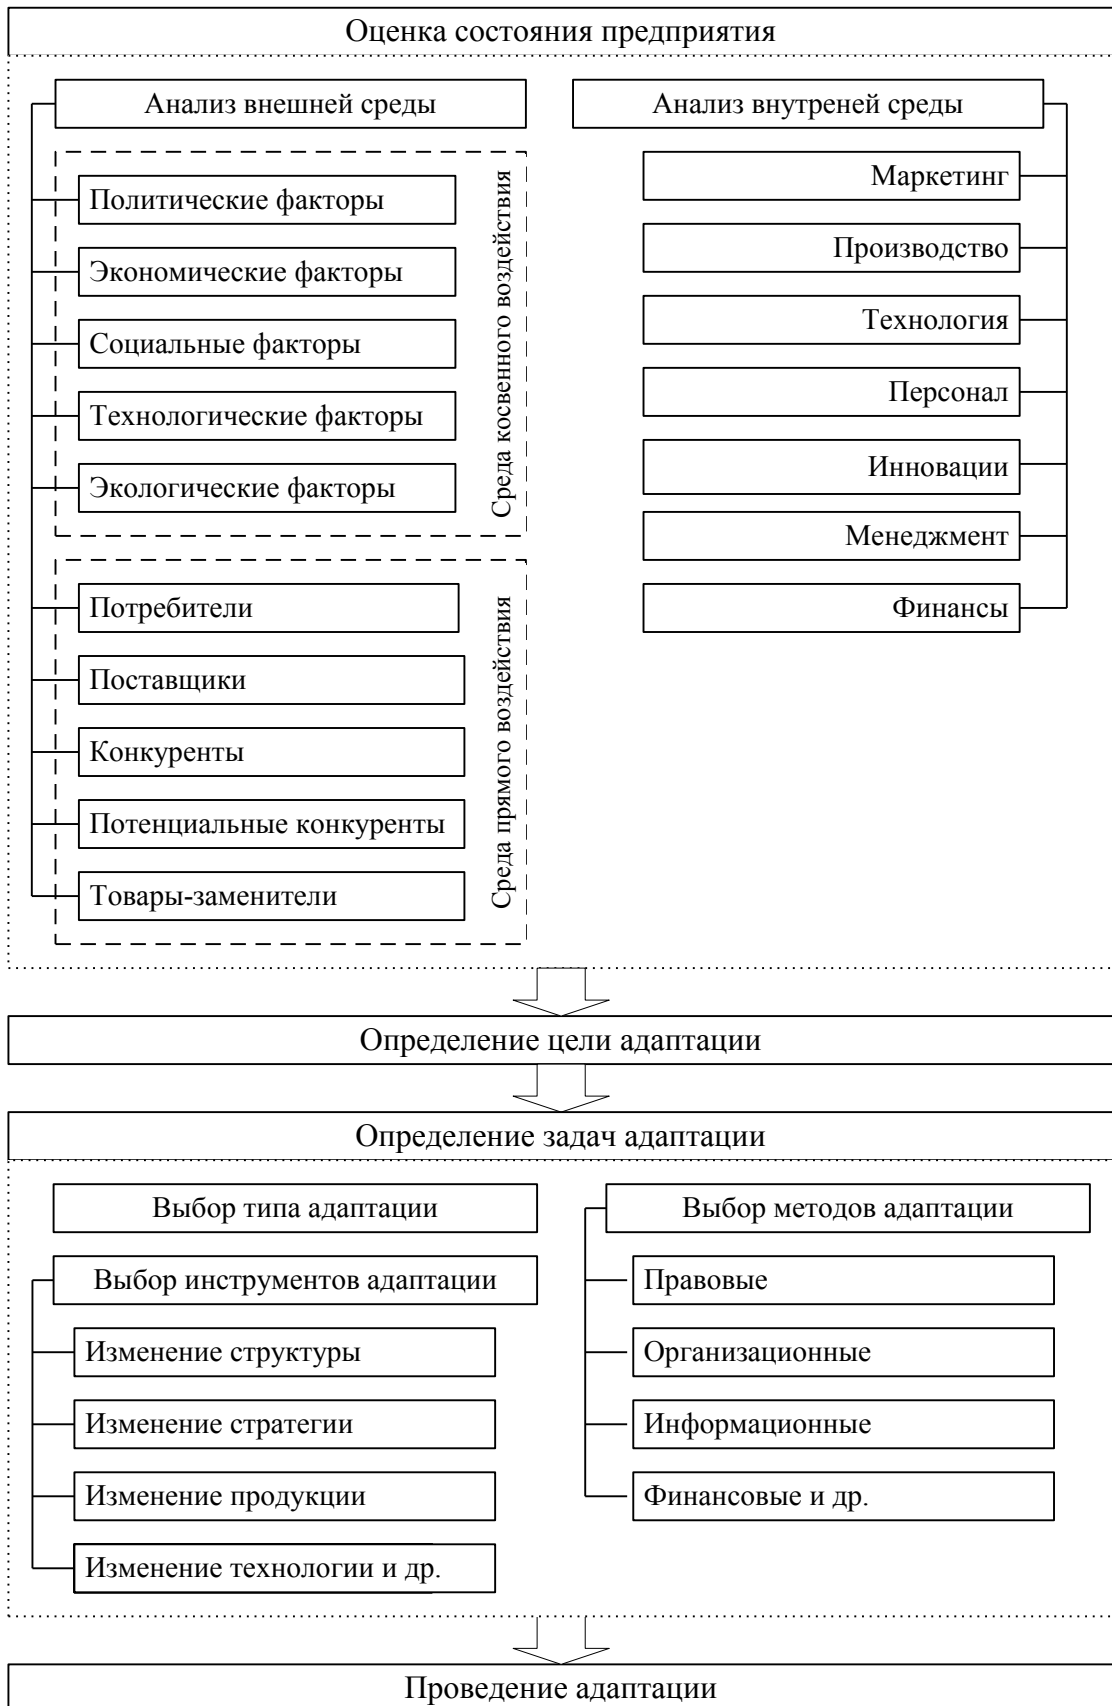 Оценка состояния предприятия
Анализ внешней среды
Политические факторы
Экономические факторы
Социальные факторы
Технологические факторы
Экологические факторы
Среда косвенного воздействия
Потребители
Поставщики
Конкуренты
Потенциальные конкуренты
Товары-заменители
Среда прямого воздействия
Анализ внутреней среды
Маркетинг
Производство
Технология
Персонал
Инновации
Менеджмент
Финансы
Определение цели адаптации
Определение задач адаптации
Выбор типа адаптации
Выбор инструментов адаптации
Изменение структуры
Изменение стратегии
Изменение продукции
Изменение технологии и др.
Выбор методов адаптации
Правовые
Организационные
Информационные
Финансовые и др.
Проведение адаптации